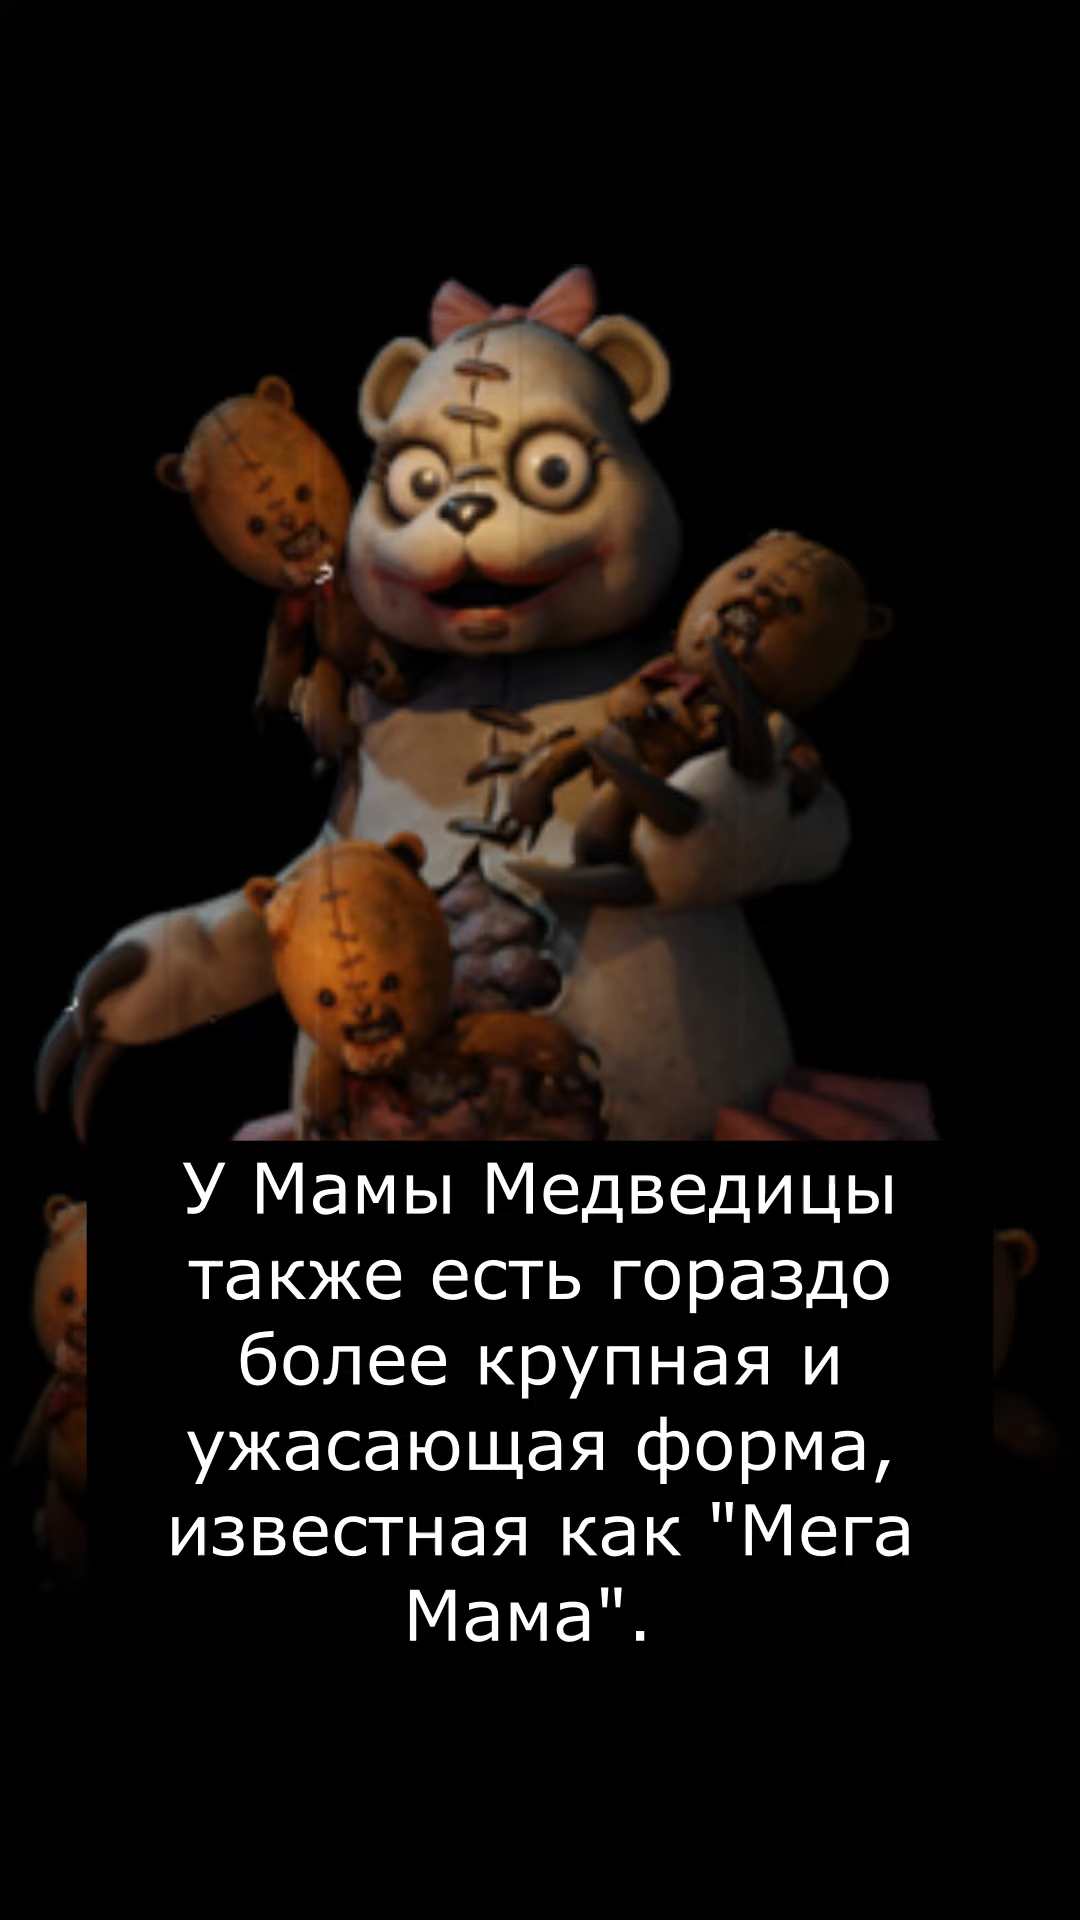 У Мамы Медведицы
также есть гораздо
более крупная и
ужасающая форма,
известная как "Мега
Мама".